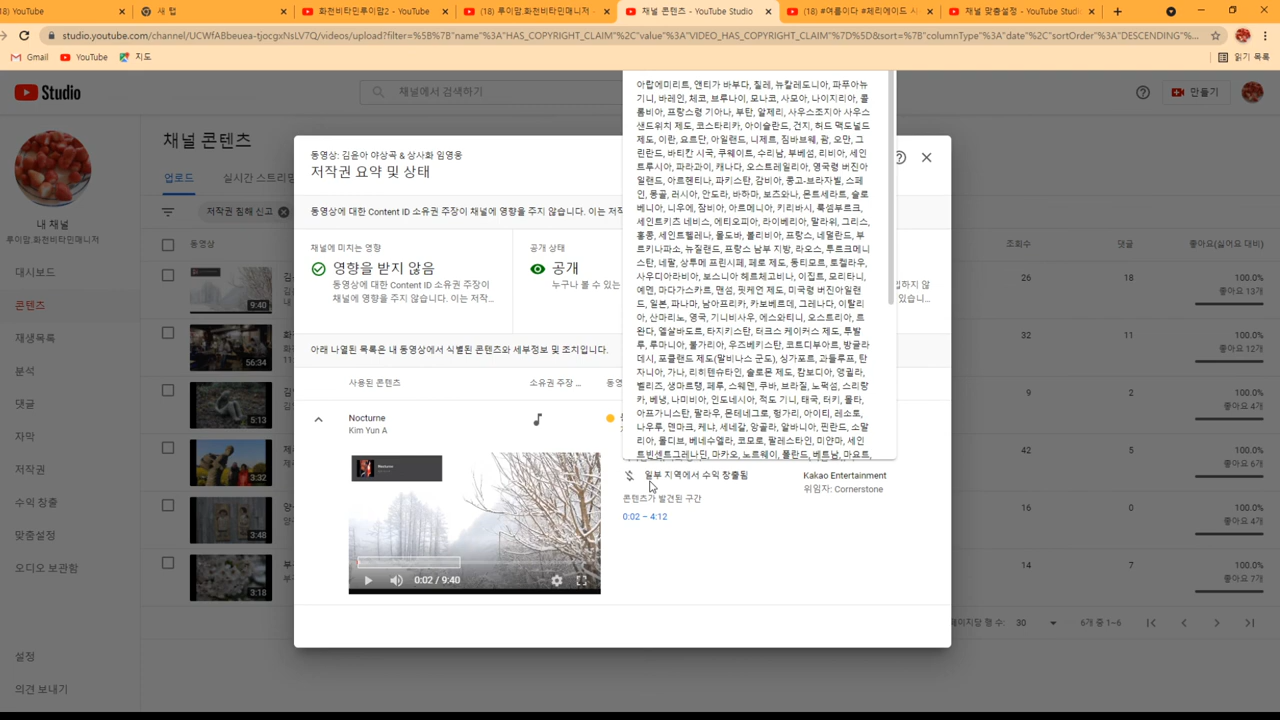 YouTube
새 탭
화전비타민루이맘2 - YouTube
(18) 루이맘.화전비타민매니저
채널 콘텐츠 - YouTube Studio
(18) #여름이다 #체리에이드 시
채널 맞춤설정 - YouTube Studio
studio.youtube.com/channel/UCWfABbeuea-tjocgxNsLV7Q/videos/upload?filter=%5B%7B"name"%3A"HAS_COPYRIGHT_CLAIM"%2C"value"%3A"VIDEO_HAS_COPYRIGHT_CLAIM"%7D%5D&sort=%7B"columnType"%3A"date"%2C"sortOrder"%3A"DESCENDING"%...
Gmail
YouTube
지도
읽기 목록
Studio
채널에서 검색하기
만들기
채널 콘텐츠
업로드
실시간 스트리밍
저작권 침해 신고
내 채널
루이맘.화전비타민매니저
대시보드
콘텐츠
재생목록
분석
댓글
자막
저작권
수익 창출
맞춤설정
오디오 보관함
설정
의견 보내기
동영상
9:40
56:34
5:13
3:32
3:48
3:18
동영상: 김윤아 야상곡 & 상사화 임영웅
저작권 요약 및 상태
동영상에 대한 Content ID 소유권 주장이 채널에 영향을 주지 않습니다. 이는 저작
채널에 미치는 영향
영향을 받지 않음
동영상에 대한 Content ID 소유권 주장이
채널에 영향을 주지 않습니다. 이는 저작...
공개 상태
공개
누구나 볼 수 있는
아래 나열된 목록은 내 동영상에서 식별된 콘텐츠와 세부정보 및 조치입니다.
사용된 콘텐츠
소유권 주장 ...
Nocturne
Kim Yun A
Nocturne
0:02 / 9:40
아랍에미리트, 앤티가 바부다, 칠레, 뉴칼레도니아, 파푸아뉴
기니, 바레인, 체코, 브루나이, 모나코, 사모아, 나이지리아, 콜
롬비아, 프랑스령 기아나, 부탄, 알제리, 사우스조지아 사우스
샌드위치 제도, 코스타리카, 아이슬란드, 건지, 허드 맥도널드
제도, 이란, 요르단, 아일랜드, 니제르, 짐바브웨, 괌, 오만, 그
린란드, 바티칸 시국, 쿠웨이트, 수리남, 부베섬, 리비아, 세인
트루시아, 파라과이, 캐나다, 오스트레일리아, 영국령 버진아
일랜드, 아르헨티나, 파키스탄, 감비아, 콩고-브라자빌, 스페
인, 몽골, 러시아, 안도라, 바하마, 보츠와나, 몬트세라트, 슬로
베니아, 니우에, 잠비아, 아르메니아, 키리바시, 룩셈부르크,
세인트키츠 네비스, 에티오피아, 라이베리아, 말라위, 그리스,
홍콩, 세인트헬레나, 몰도바, 볼리비아, 프랑스, 네덜란드, 부
르키나파소, 뉴질랜드, 프랑스 남부 지방, 라오스, 투르크메니
스탄, 네팔, 상투메 프린시페, 페로 제도, 동티모르, 토켈라우,
사우디아라비아, 보스니아 헤르체고비나, 이집트, 모리타니,
예멘, 마다가스카르, 맨섬, 핏케언 제도, 미국령 버진아일랜
드, 일본, 파나마, 남아프리카, 카보베르데, 그레나다, 이탈리
아, 산마리노, 영국, 기니비사우, 에스와티니, 오스트리아, 르
완다, 엘살바도르, 타지키스탄, 터크스 케이커스 제도, 투발
루, 루마니아, 불가리아, 우즈베키스탄, 코트디부아르, 방글라
데시, 포클랜드 제도(말비나스 군도), 싱가포르, 과들루프, 탄
자니아, 가나, 리히텐슈타인, 슬로몬 제도, 캄보디아, 앵귈라,
벨리즈, 생마르탱, 페루, 스웨덴, 쿠바, 브라질, 노퍽섬, 스리랑
카, 베냉, 나미비아, 인도네시아, 적도 기니, 태국, 터키, 몰타,
아프가니스탄, 팔라우, 몬테네그로, 헝가리, 아이티, 레소토,
나우루, 덴마크, 케냐, 세네갈, 앙골라, 알바니아, 핀란드, 소말
리아, 몰디브, 베네수엘라, 코모로, 팔레스타인, 미얀마, 세인
트빈센트그레나딘, 마카오, 노르웨이, 폴란드, 베트남, 마요트,
일부 지역에서 수익 창출됨
콘텐츠가 발견된 구간
0:02 – 4:12
Kakao Entertainment
위임자: Cornerstone
조회수
댓글
좋아요(싫어요 대비)
26
18
100.0%
좋아요 13개
32
11
100.0%
좋아요 12개
9
2
100.0%
좋아요 4개
42
5
100.0%
좋아요 6개
16
0
100.0%
좋아요 4개
14
7
100.0%
좋아요 7개
페이지당 행 수:
30
6개 중 1–6